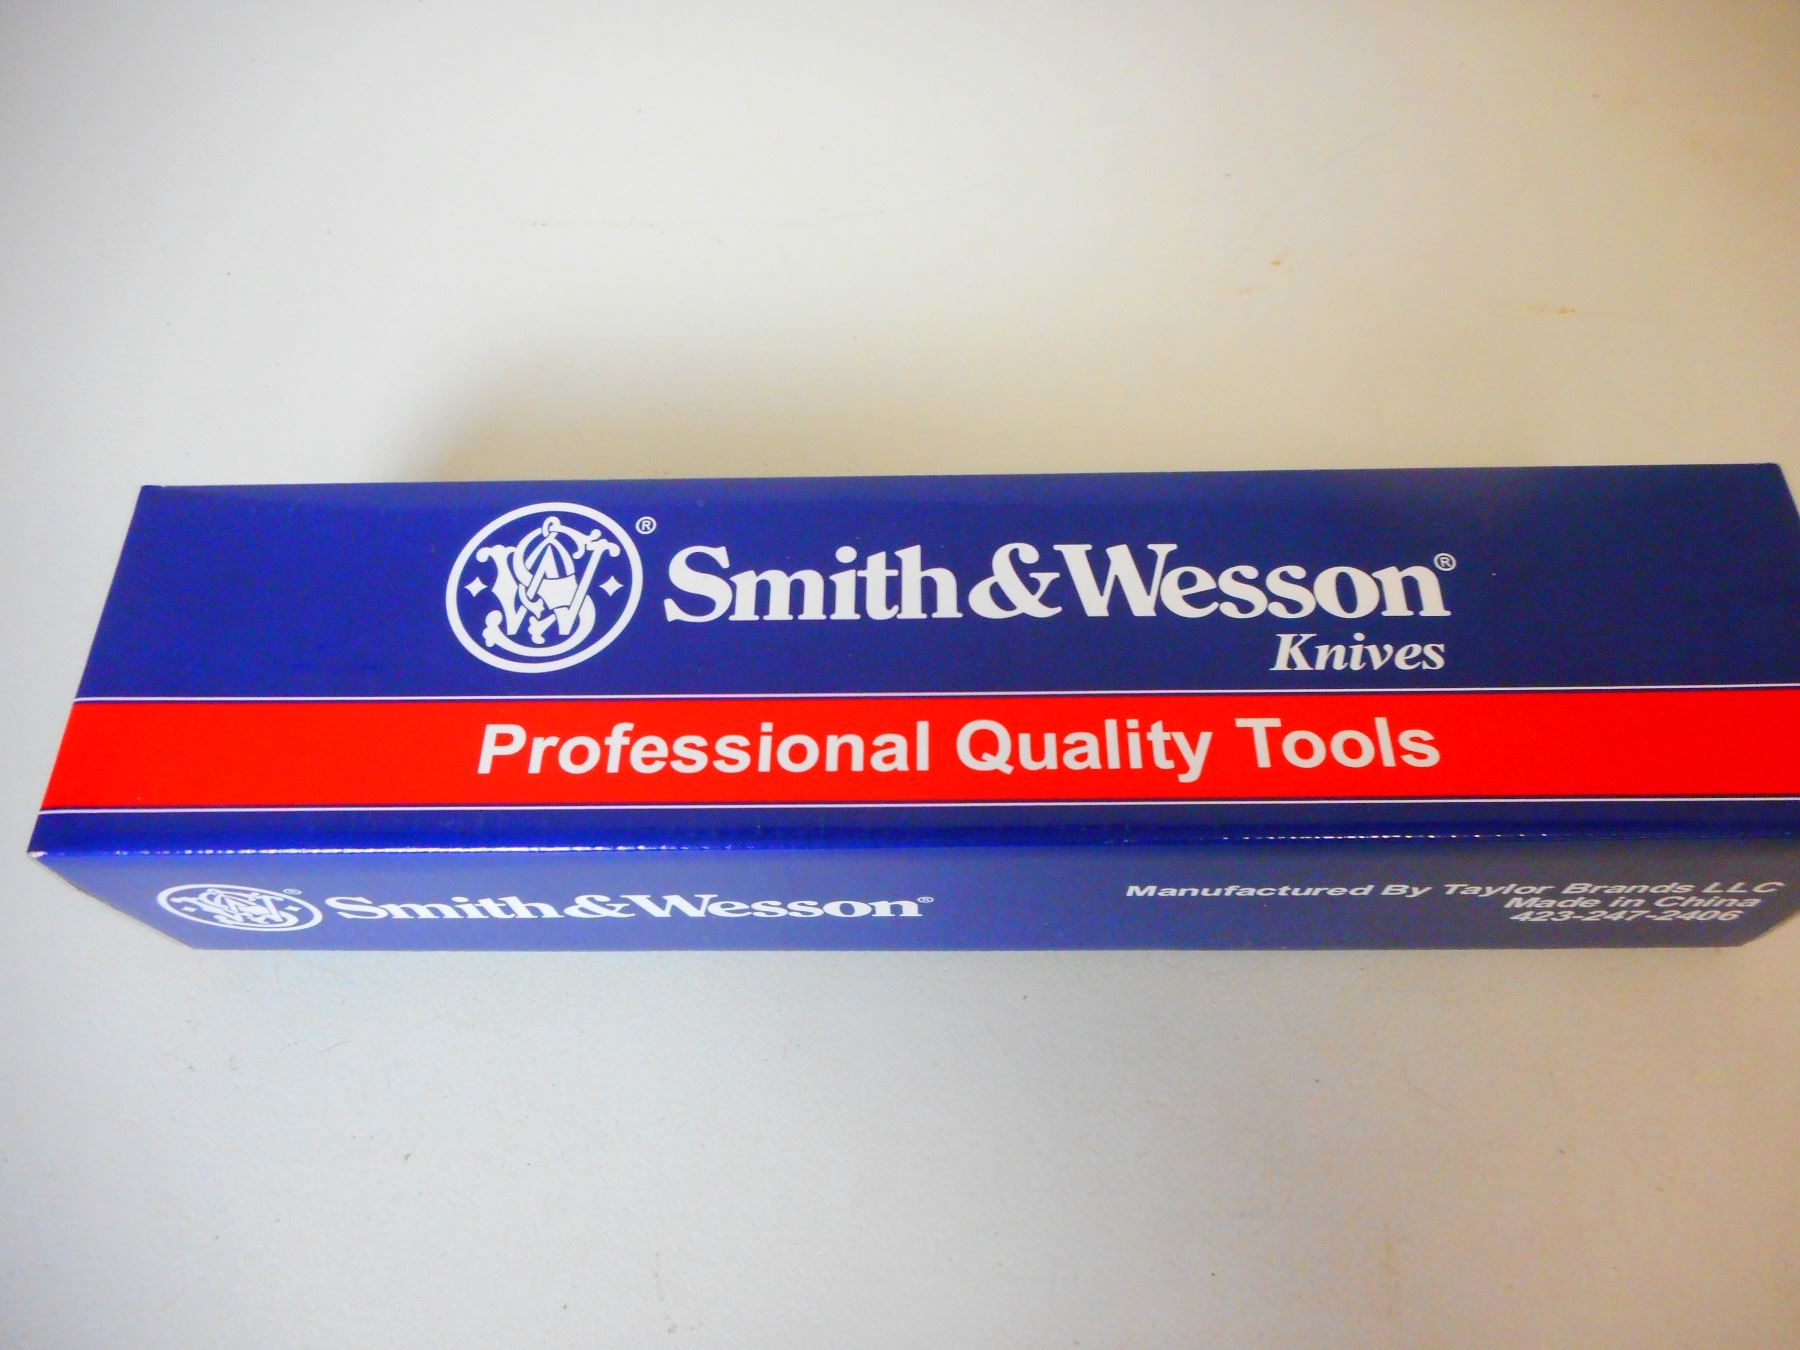 Smith&Wesson®
Knives
Professional Quality Tools
Smith&Wesson®
Manufactured By Taylor Brands LLC
Made in China
423-247-2406